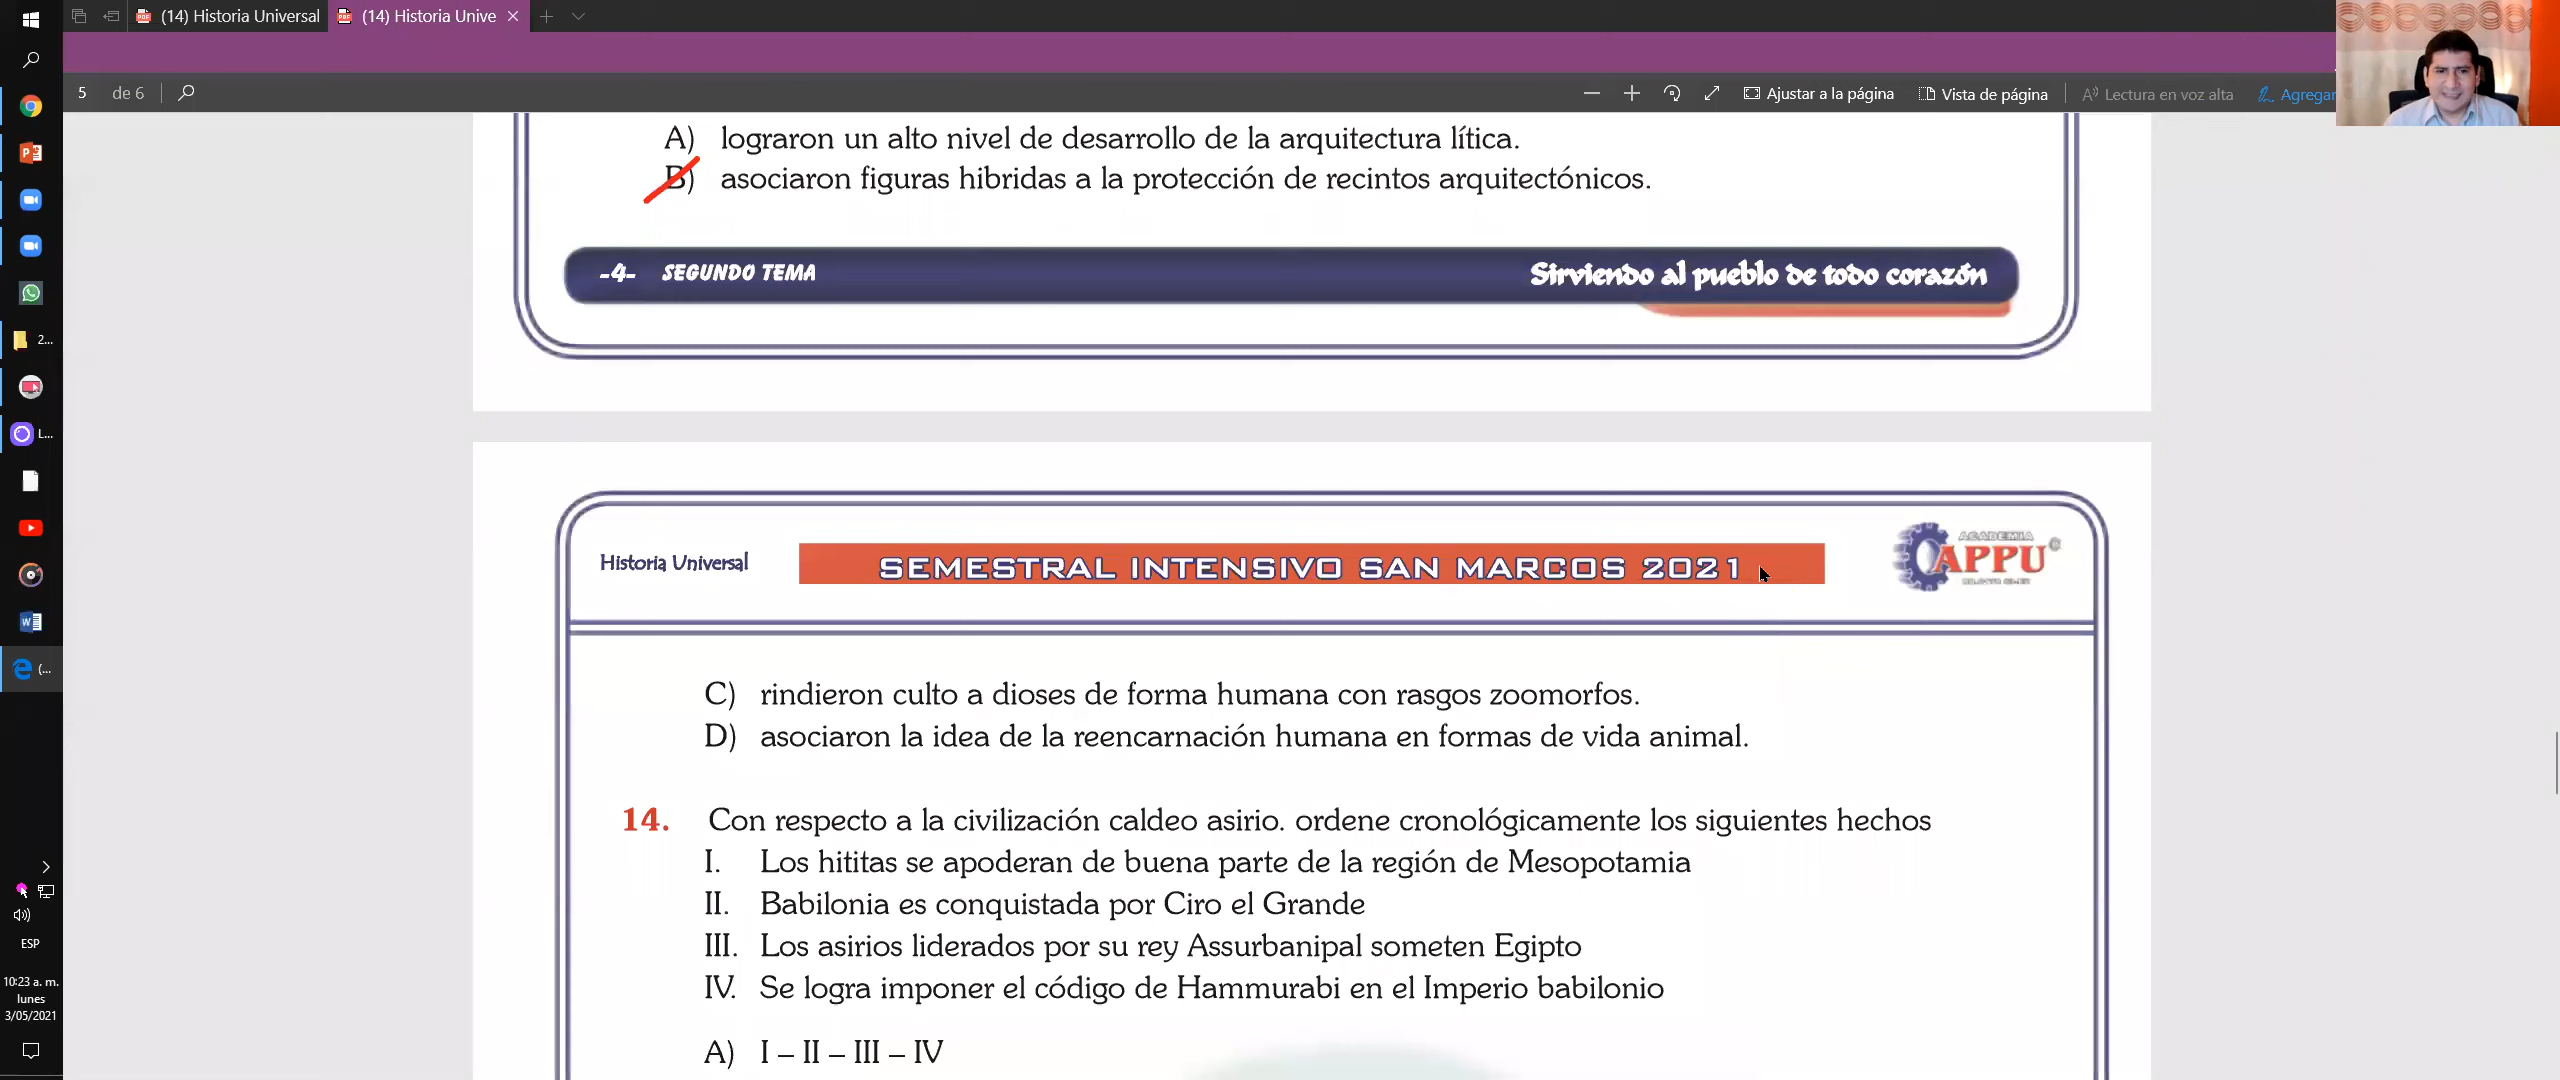 (14) Historia Universal
(14) Historia Unive
5 de 6
Ajustar a la página
Vista de página
Lectura en voz alta
Agregar
A) lograron un alto nivel de desarrollo de la arquitectura lítica.
B) asociaron figuras hibridas a la protección de recintos arquitectónicos.
-4- SEGUNDO TEMA
Sirviendo al pueblo de todo corazón
Historia Universal
SEMESTRAL INTENSIVO SAN MARCOS 2021
ACADEMIA
APPU
C) rindieron culto a dioses de forma humana con rasgos zoomorfos.
D) asociaron la idea de la reencarnación humana en formas de vida animal.
14. Con respecto a la civilización caldeo asirio. ordene cronológicamente los siguientes hechos
I. Los hititas se apoderan de buena parte de la región de Mesopotamia
II. Babilonia es conquistada por Ciro el Grande
III. Los asirios liderados por su rey Assurbanipal someten Egipto
IV. Se logra imponer el código de Hammurabi en el Imperio babilonio
A) I – II – III – IV
2...
L...
(...
ESP
10:23 a. m.
lunes
3/05/2021